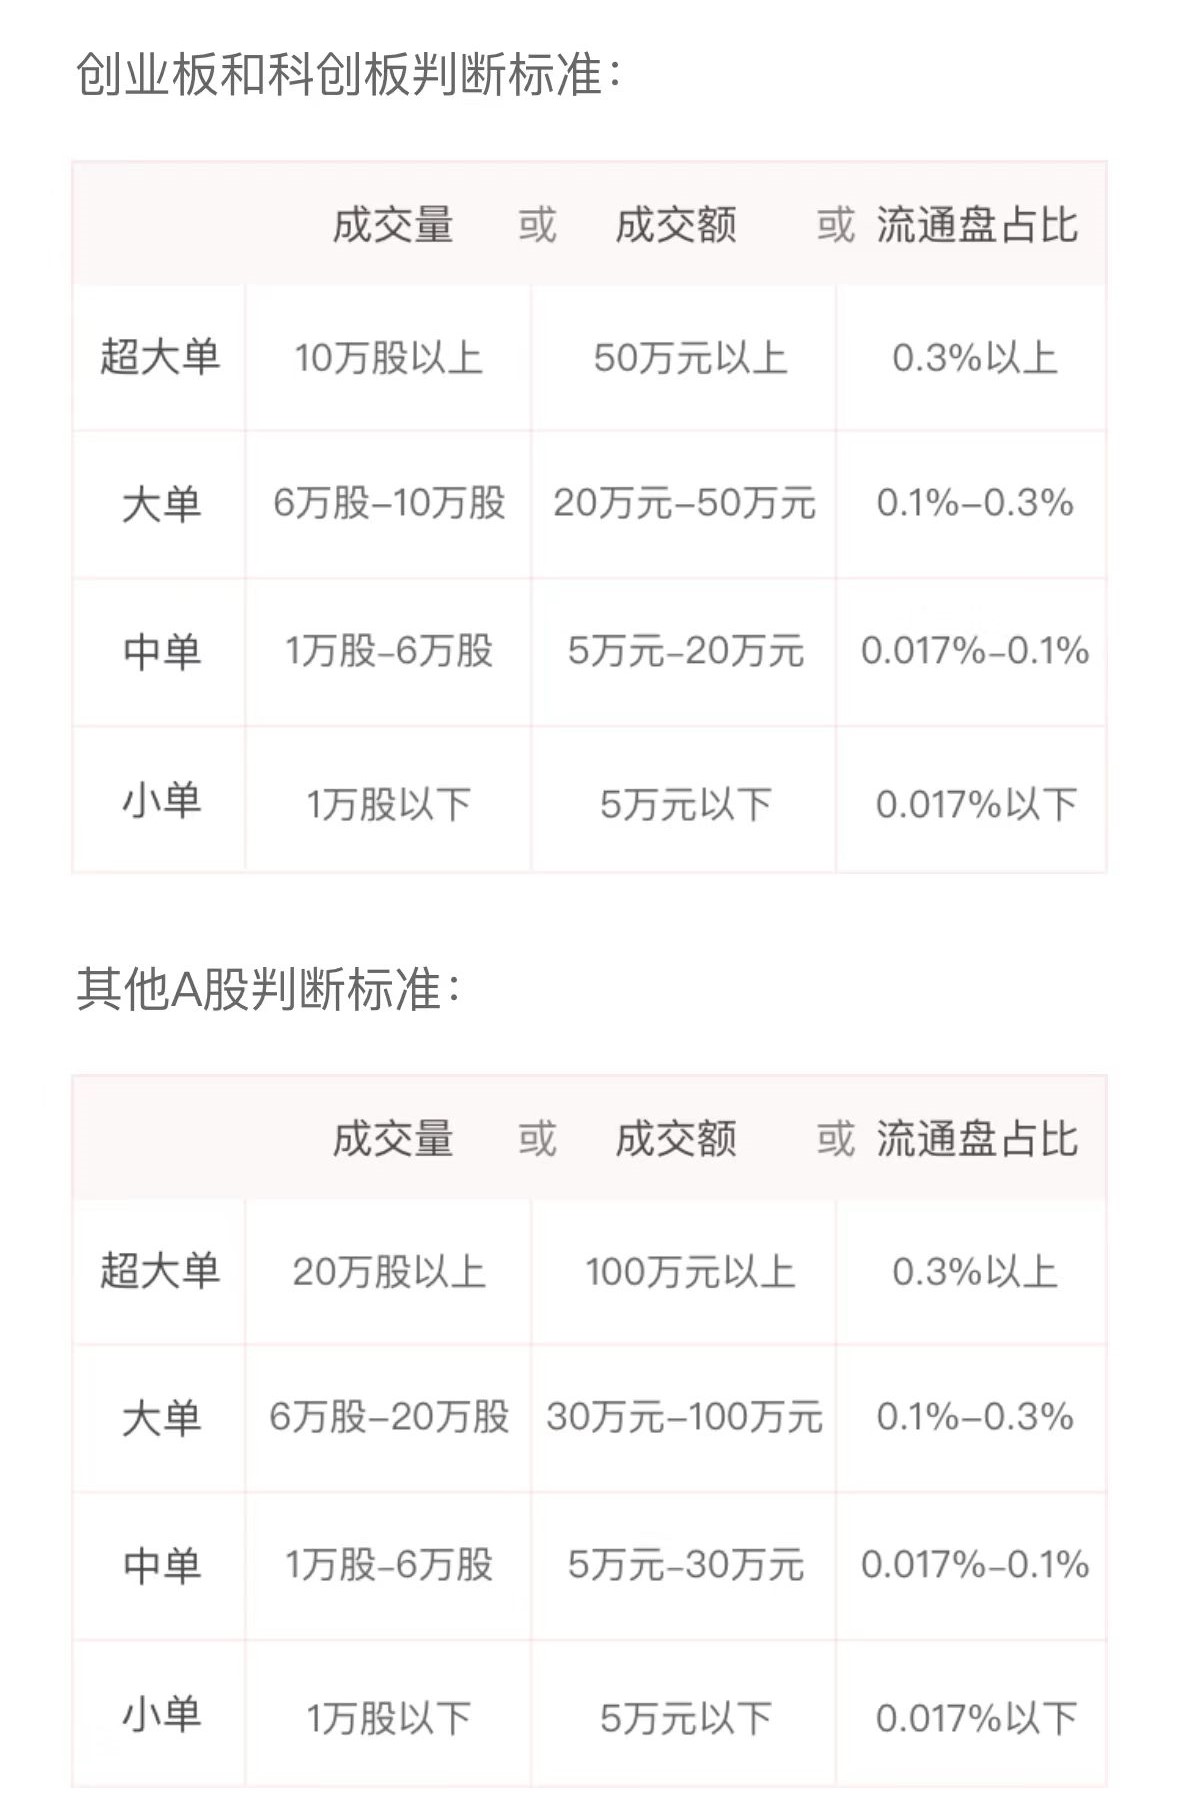 创业板和科创板判断标准：
成交量 或 成交额 或 流通盘占比
超大单 10万股以上 50万元以上 0.3%以上
大单 6万股–10万股 20万元–50万元 0.1%–0.3%
中单 1万股–6万股 5万元–20万元 0.017%–0.1%
小单 1万股以下 5万元以下 0.017%以下
其他A股判断标准：
成交量 或 成交额 或 流通盘占比
超大单 20万股以上 100万元以上 0.3%以上
大单 6万股–20万股 30万元–100万元 0.1%–0.3%
中单 1万股–6万股 5万元–30万元 0.017%–0.1%
小单 1万股以下 5万元以下 0.017%以下